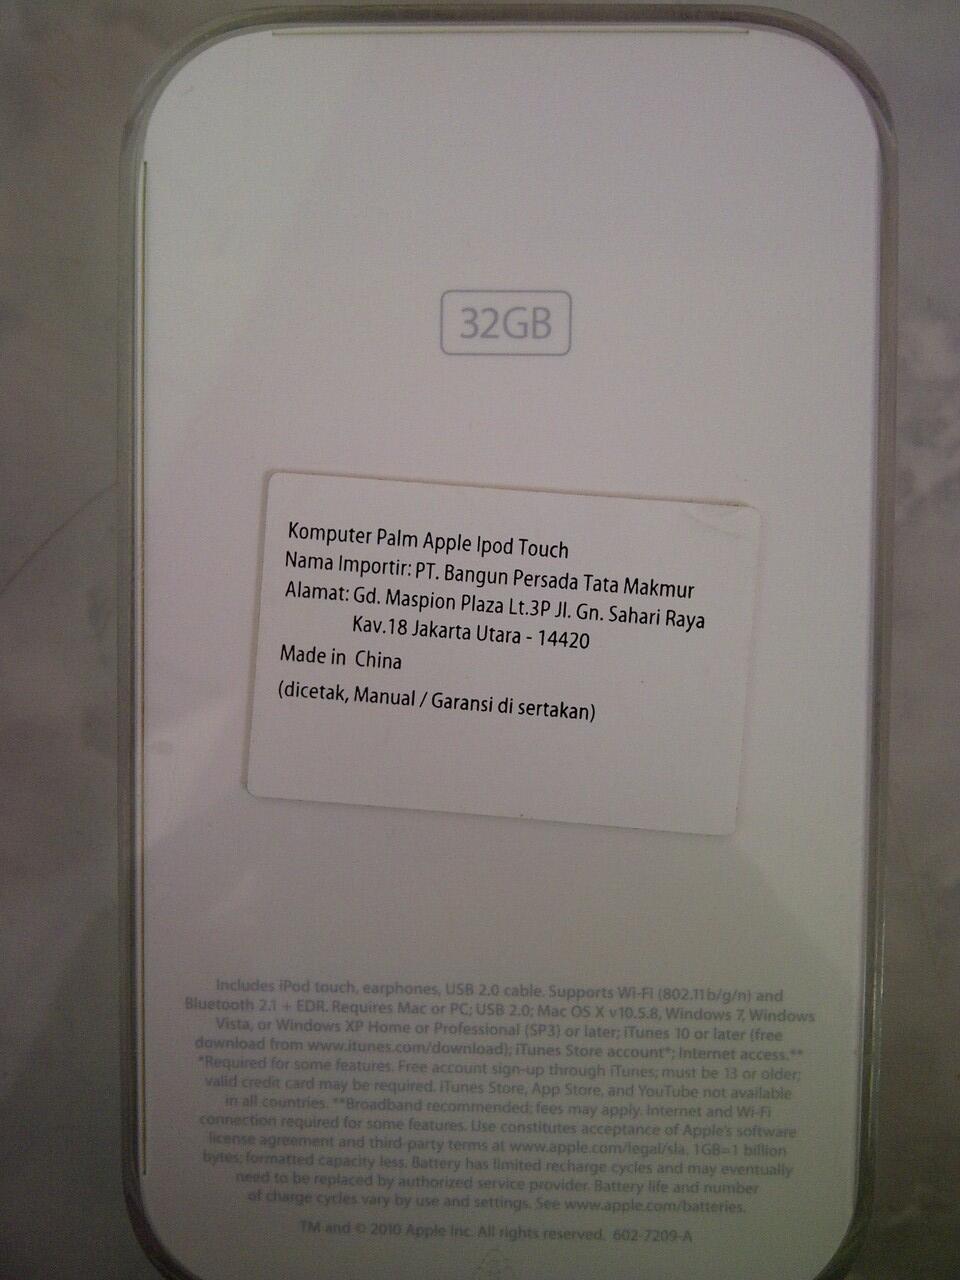 32GB
Komputer Palm Apple Ipod Touch
Nama Importir: PT. Bangun Persada Tata Makmur
Alamat: Gd. Maspion Plaza Lt.3P Jl. Gn. Sahari Raya
Kav.18 Jakarta Utara - 14420
Made in China
(dicetak, Manual / Garansi di sertakan)
Includes iPod touch, earphones, USB 2.0 cable. Supports Wi-Fi (802.11b/g/n) and
Bluetooth 2.1 + EDR. Requires Mac or PC; USB 2.0; Mac OS X v10.5.8, Windows 7, Windows
Vista, or Windows XP Home or Professional (SP3) or later; iTunes 10 or later (free
download from www.itunes.com/download); iTunes Store account*; Internet access.**
*Required for some features. Free account sign-up through iTunes; must be 13 or older;
valid credit card may be required. iTunes Store, App Store, and YouTube not available
in all countries. **Broadband recommended; fees may apply. Internet and Wi-Fi
connection required for some features. Use constitutes acceptance of Apple's software
license agreement and third-party terms at www.apple.com/legal/sla. 1GB=1 billion
bytes; formatted capacity less. Battery has limited recharge cycles and may eventually
need to be replaced by authorized service provider. Battery life and number
of charge cycles vary by use and settings. See www.apple.com/batteries.
TM and © 2010 Apple Inc. All rights reserved. 602-7209-A